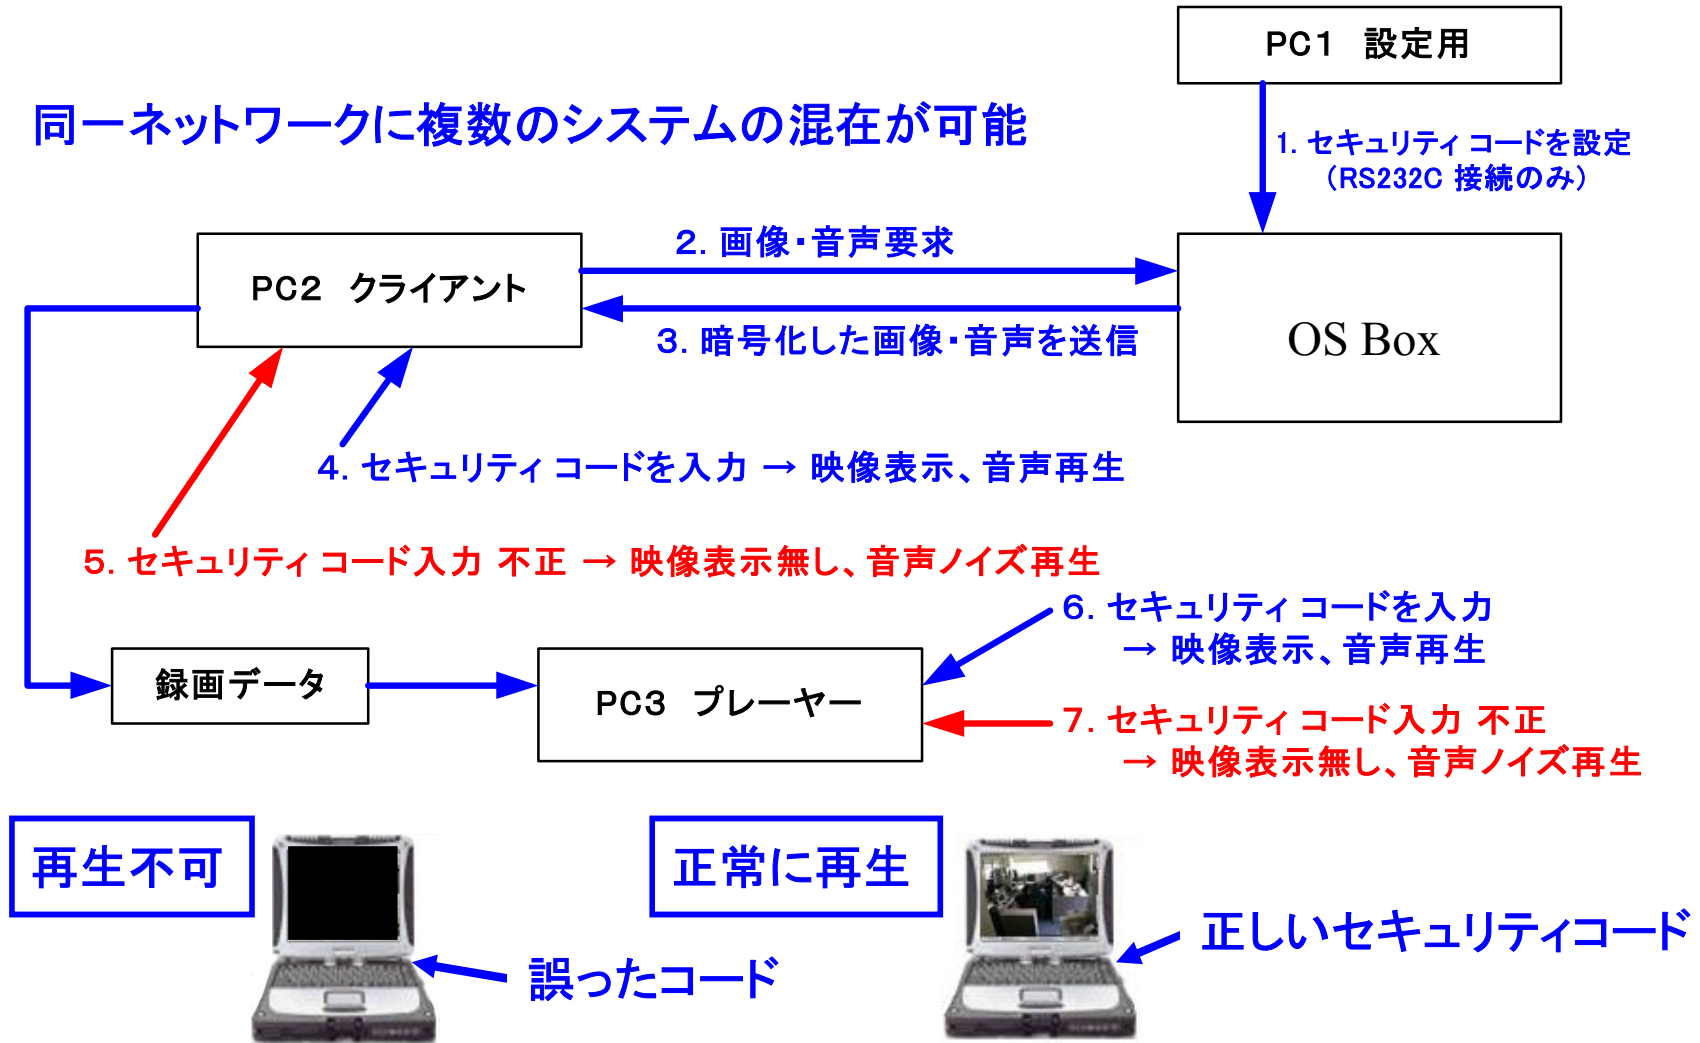 PC1 設定用
同一ネットワークに複数のシステムの混在が可能
1. セキュリティコードを設定
（RS232C 接続のみ）
2. 画像・音声要求
PC2 クライアント
3. 暗号化した画像・音声を送信
OS Box
4. セキュリティコードを入力 → 映像表示、音声再生
5. セキュリティコード入力 不正 → 映像表示無し、音声ノイズ再生
6. セキュリティコードを入力
→ 映像表示、音声再生
録画データ
PC3 プレーヤー
7. セキュリティコード入力 不正
→ 映像表示無し、音声ノイズ再生
再生不可
正常に再生
正しいセキュリティコード
誤ったコード